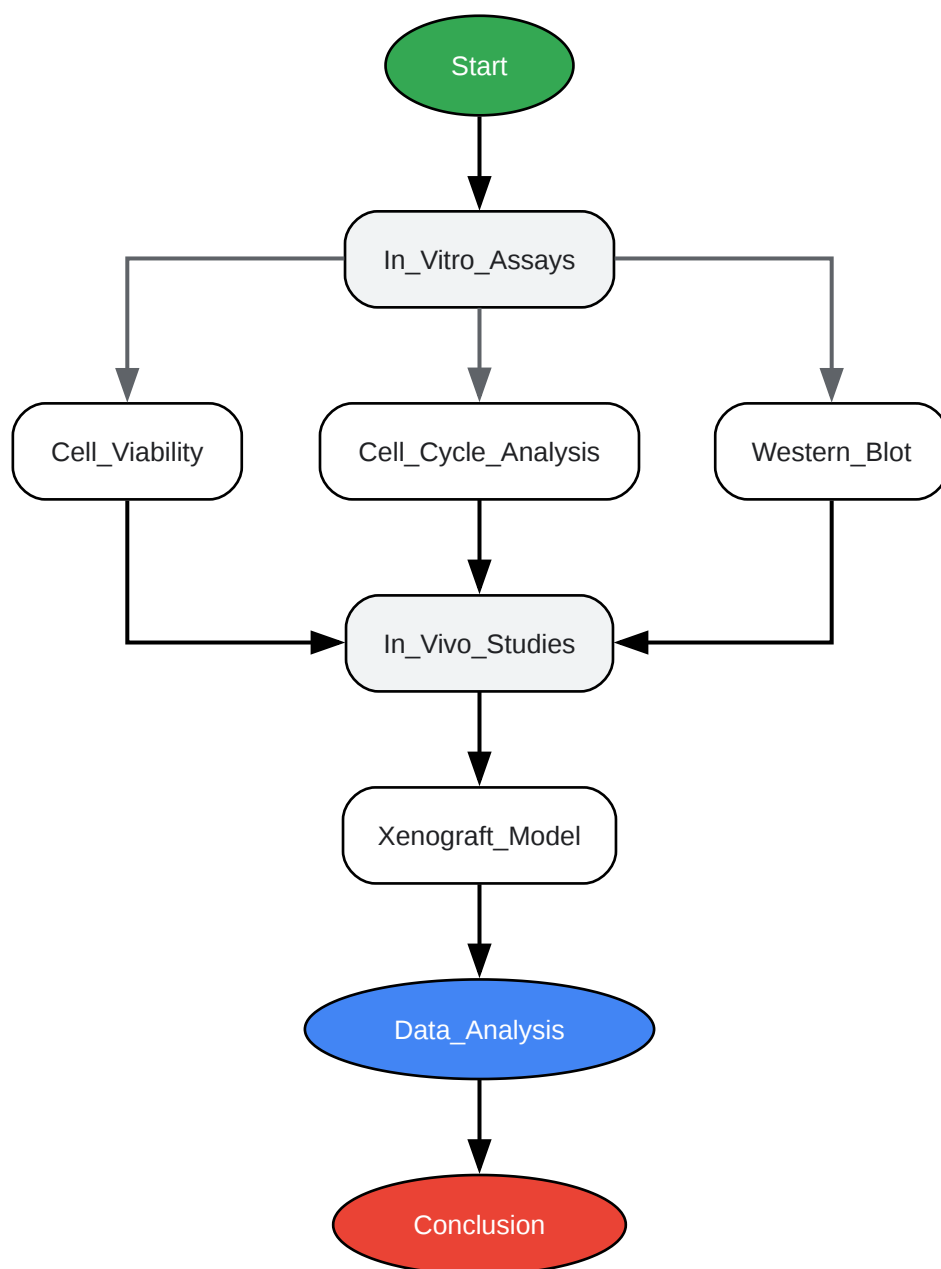 Start
In_Vitro_Assays
Cell_Viability
Cell_Cycle_Analysis
Western_Blot
In_Vivo_Studies
Xenograft_Model
Data_Analysis
Conclusion